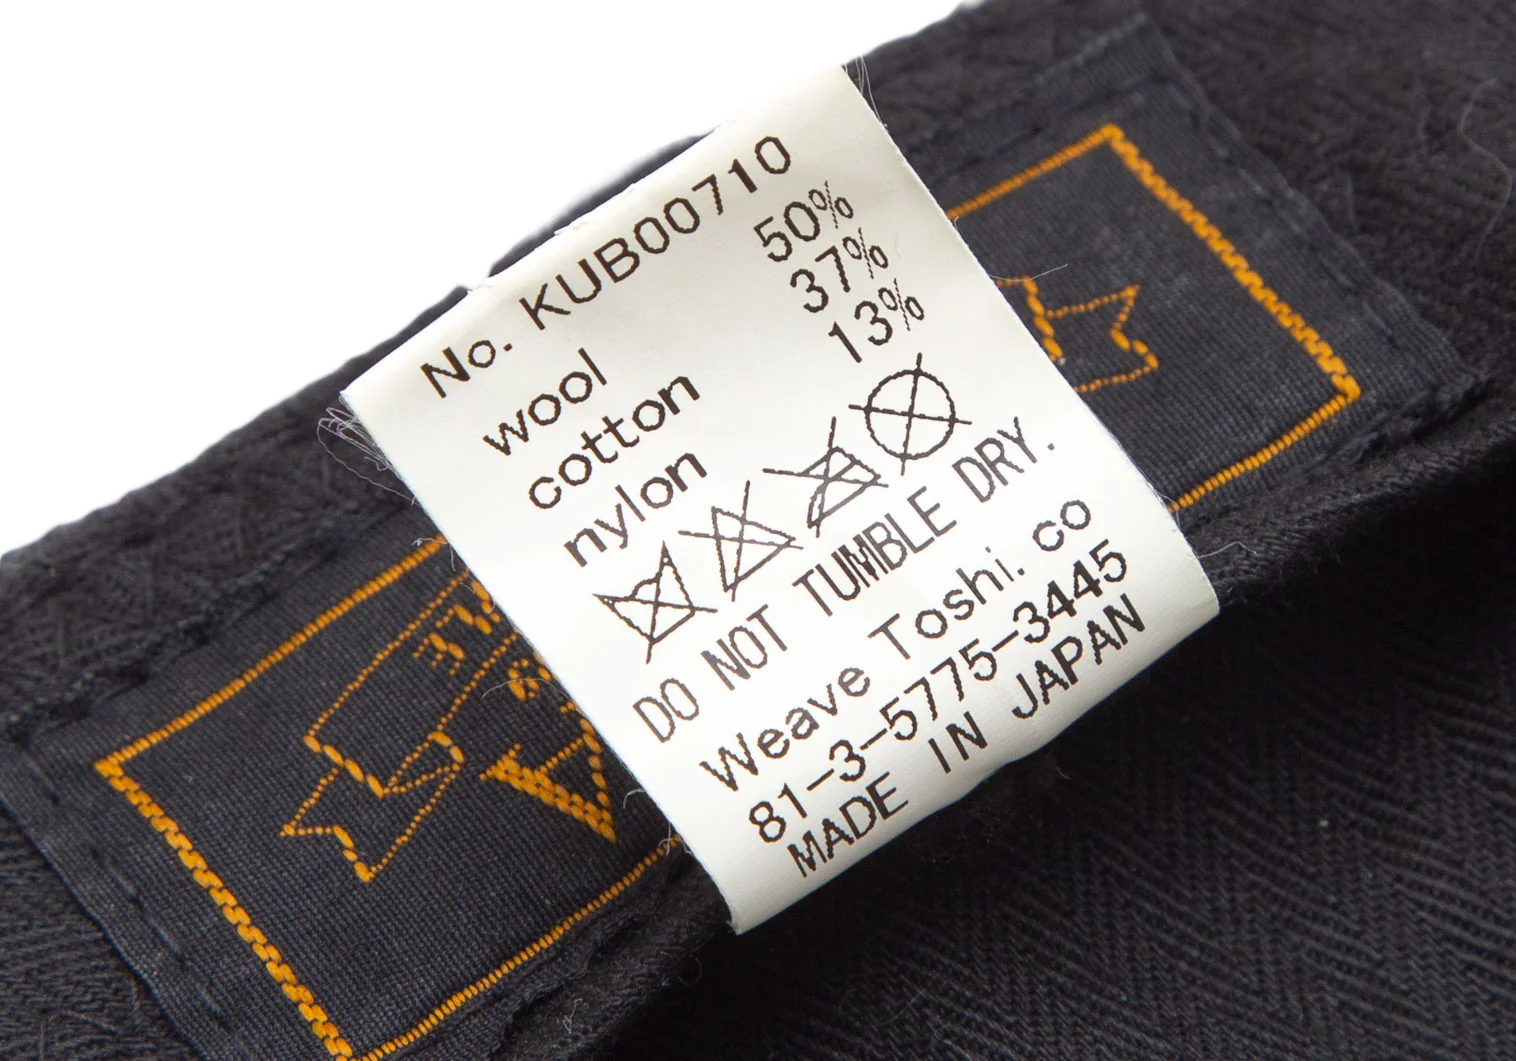 No. KUB00710
wool 50%
cotton 37%
nylon 13%
DO NOT TUMBLE DRY.
Weave Toshi. co
81-3-5775-3445
MADE IN JAPAN